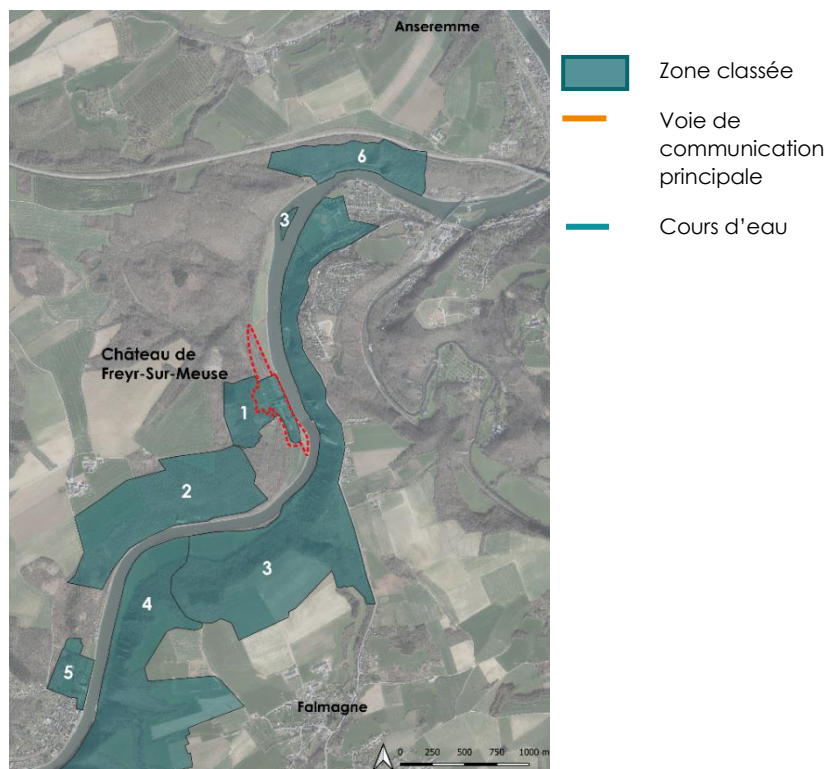 Anseremme
6
3
Château de
Freyr-Sur-Meuse
1
2
3
4
5
Falmagne
0 250 500 750 1000 m
Zone classée
Voie de
communication
principale
Cours d'eau